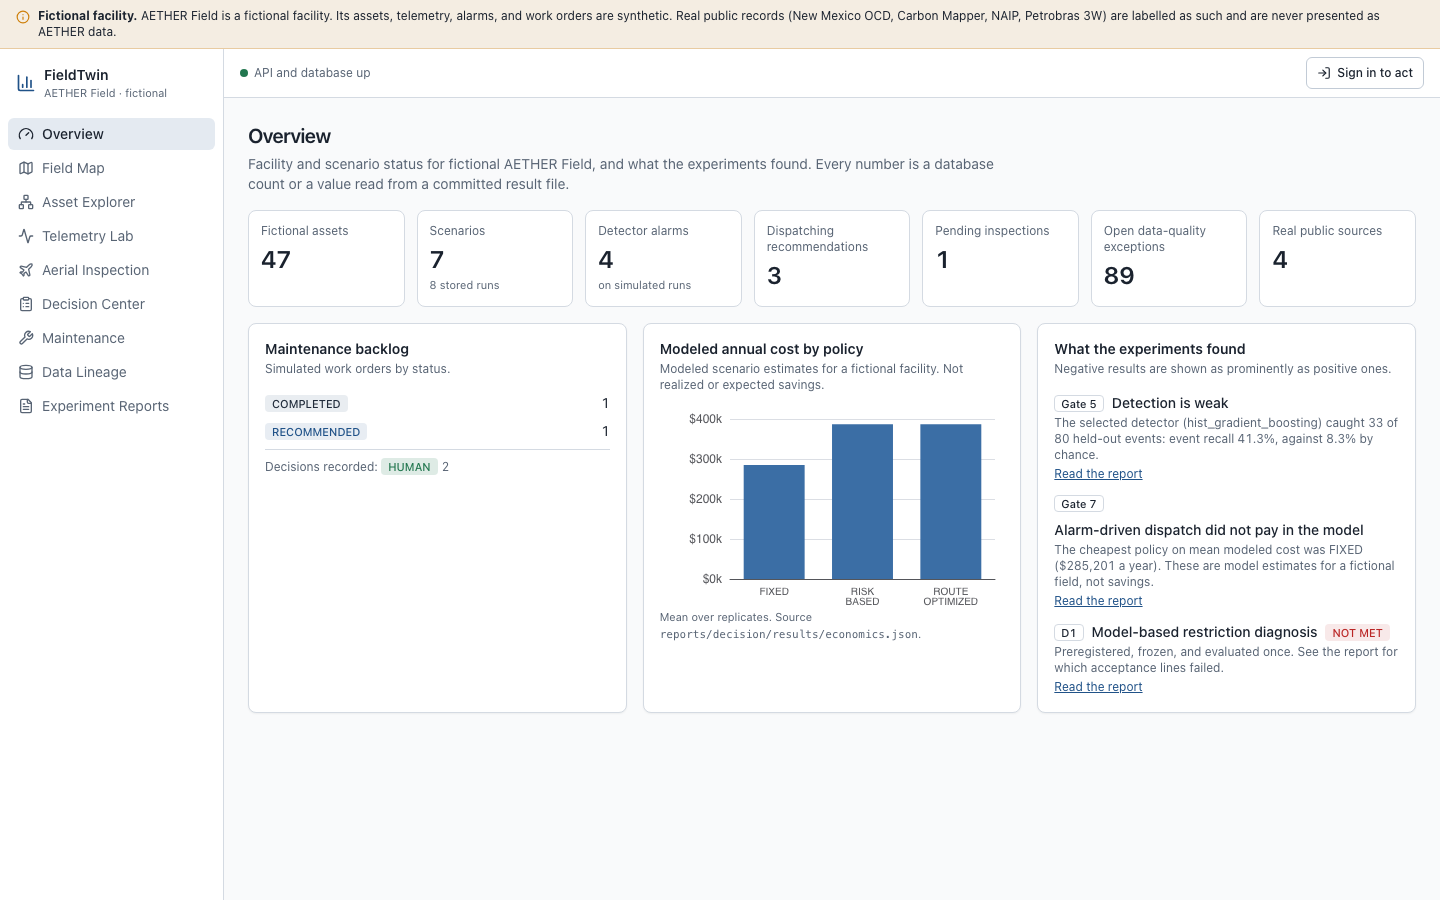 Fictional facility. AETHER Field is a fictional facility. Its assets, telemetry, alarms, and work orders are synthetic. Real public records (New Mexico OCD, Carbon Mapper, NAIP, Petrobras 3W) are labelled as such and are never presented as
AETHER data.
FieldTwin
AETHER Field · fictional
Overview
Field Map
Asset Explorer
Telemetry Lab
Aerial Inspection
Decision Center
Maintenance
Data Lineage
Experiment Reports
API and database up
Sign in to act
Overview
Facility and scenario status for fictional AETHER Field, and what the experiments found. Every number is a database
count or a value read from a committed result file.
Fictional assets
47
Scenarios
7
8 stored runs
Detector alarms
4
on simulated runs
Dispatching
recommendations
3
Pending inspections
1
Open data-quality
exceptions
89
Real public sources
4
Maintenance backlog
Simulated work orders by status.
COMPLETED 1
RECOMMENDED 1
Decisions recorded: HUMAN 2
Modeled annual cost by policy
Modeled scenario estimates for a fictional facility. Not
realized or expected savings.
$400k
$300k
$200k
$100k
$0k
FIXED
RISK
BASED
ROUTE
OPTIMIZED
Mean over replicates. Source
reports/decision/results/economics.json.
What the experiments found
Negative results are shown as prominently as positive ones.
Gate 5 Detection is weak
The selected detector (hist_gradient_boosting) caught 33 of
80 held-out events: event recall 41.3%, against 8.3% by
chance.
Read the report
Gate 7
Alarm-driven dispatch did not pay in the model
The cheapest policy on mean modeled cost was FIXED
($285,201 a year). These are model estimates for a fictional
field, not savings.
Read the report
D1 Model-based restriction diagnosis NOT MET
Preregistered, frozen, and evaluated once. See the report for
which acceptance lines failed.
Read the report